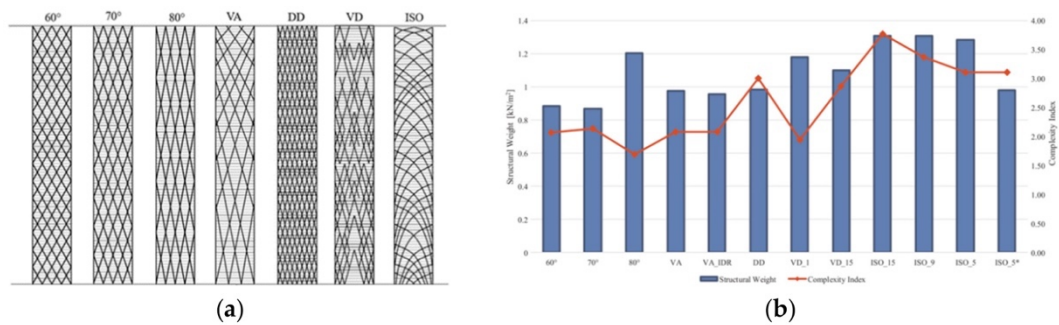 60° 70° 80° VA DD VD ISO
(a)
1.4
1.2
1
0.8
0.6
0.4
0.2
0
Structural Weight [kN/m²]
4.00
3.50
3.00
2.50
2.00
1.50
1.00
0.50
0.00
Complexity Index
60° 70° 80° VA VA_IDR DD VD_1 VD_15 ISO_15 ISO_9 ISO_5 ISO_5*
Structural Weight Complexity Index
(b)